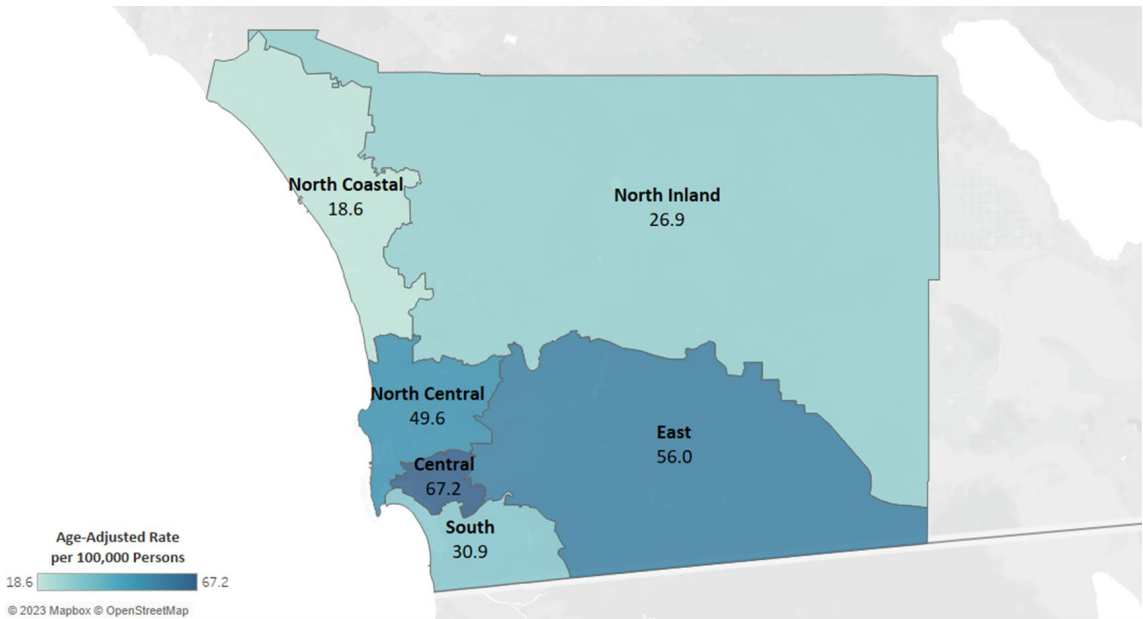 North Coastal
18.6
North Inland
26.9
North Central
49.6
East
56.0
Central
67.2
South
30.9
Age-Adjusted Rate
per 100,000 Persons
18.6 67.2
© 2023 Mapbox © OpenStreetMap